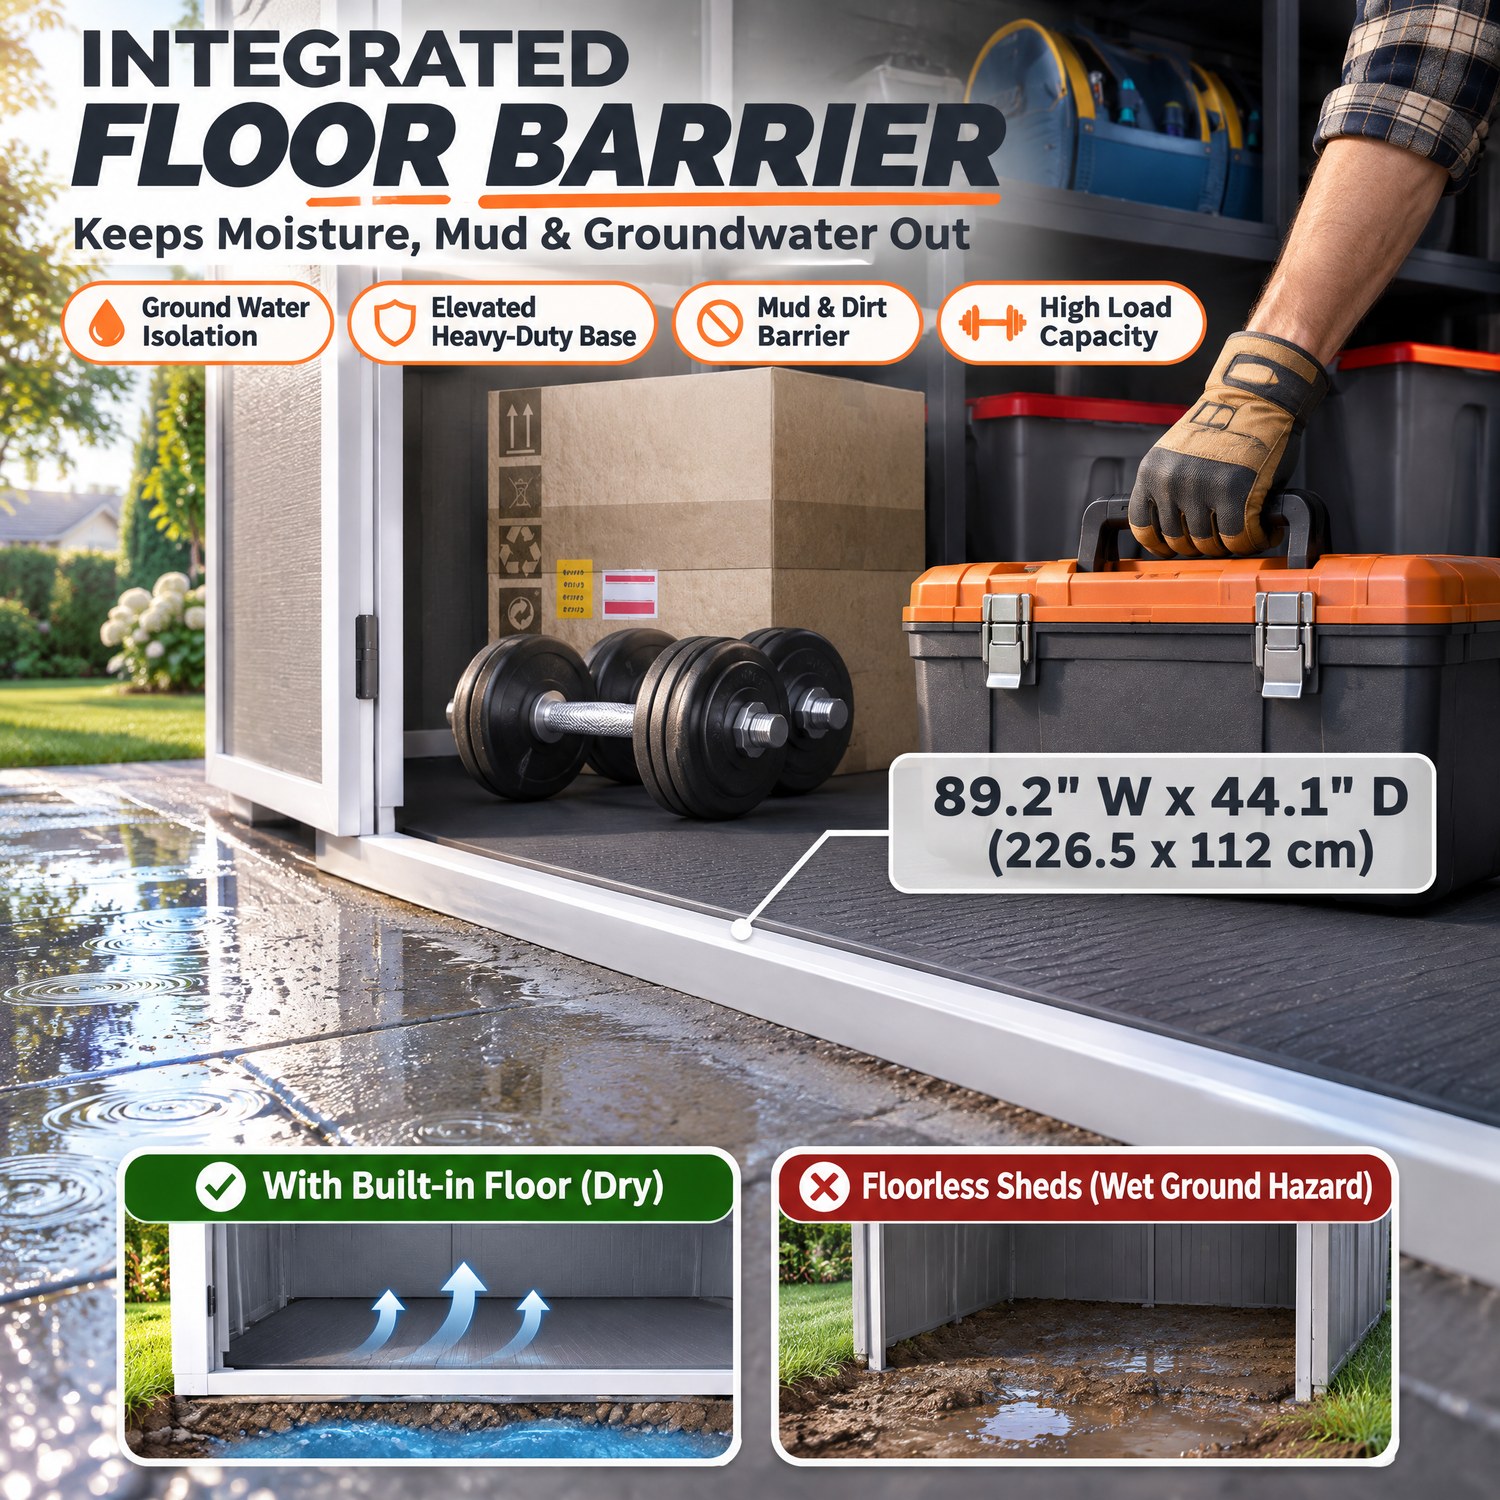 INTEGRATED
FLOOR BARRIER
Keeps Moisture, Mud & Groundwater Out
Ground Water
Isolation
Elevated
Heavy-Duty Base
Mud & Dirt
Barrier
High Load
Capacity
89.2" W x 44.1" D
(226.5 x 112 cm)
With Built-in Floor (Dry)
Floorless Sheds (Wet Ground Hazard)